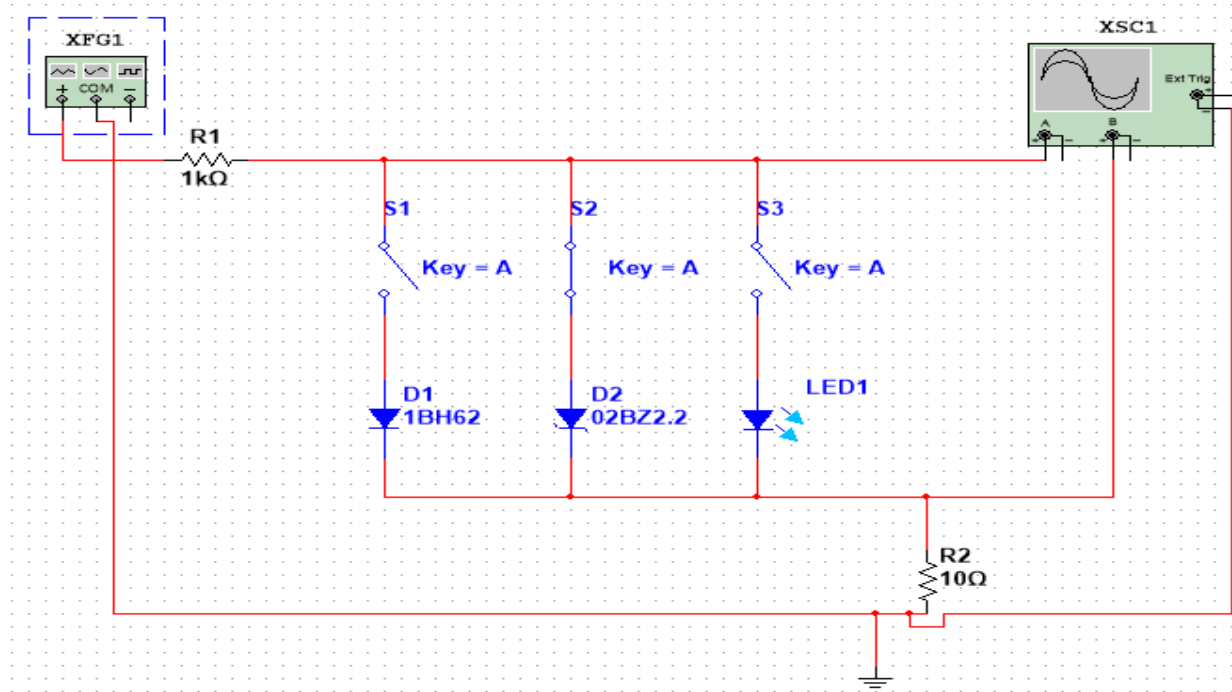 XFG1
+ COM −
XSC1
Ext Trig
+
−
A
B
+ − + −
R1
1kΩ
S1
Key = A
S2
Key = A
S3
Key = A
D1
1BH62
D2
02BZ2.2
LED1
R2
10Ω